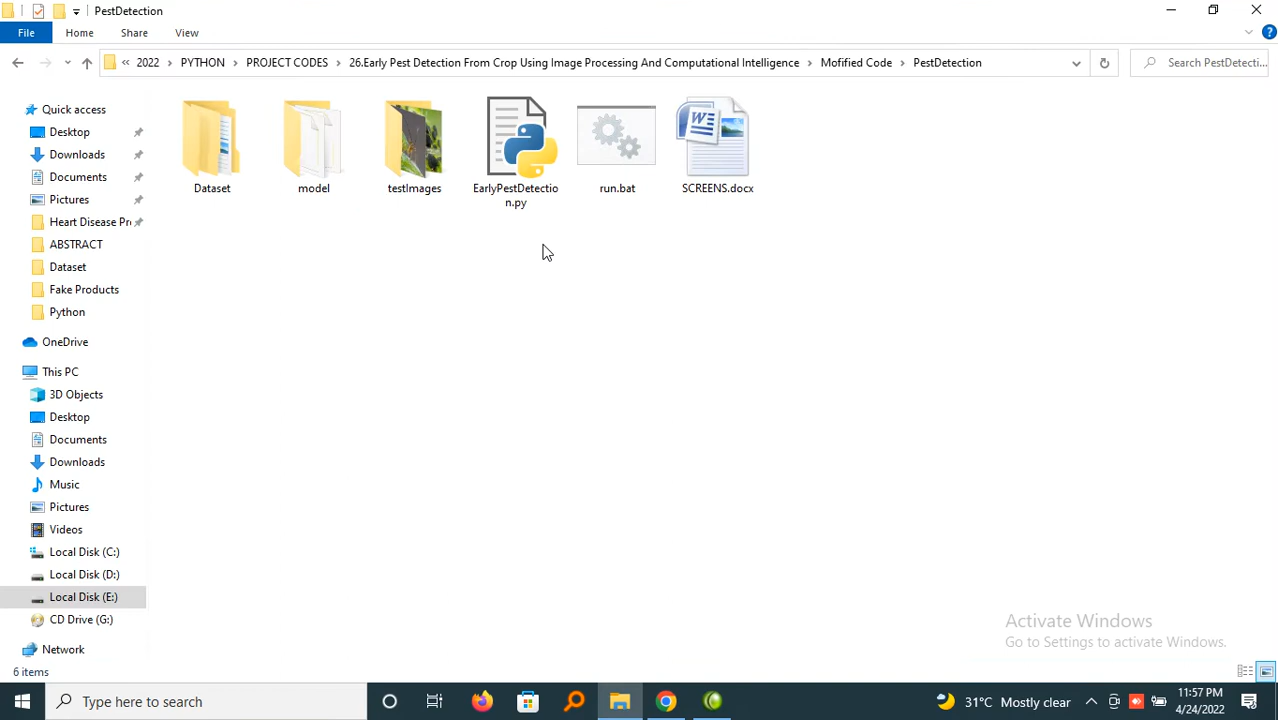 PestDetection
File Home Share View
2022 PYTHON PROJECT CODES 26.Early Pest Detection From Crop Using Image Processing And Computational Intelligence Mofified Code PestDetection Search PestDetecti...
Quick access
Desktop
Downloads
Documents
Pictures
Heart Disease Pr
ABSTRACT
Dataset
Fake Products
Python
OneDrive
This PC
3D Objects
Desktop
Documents
Downloads
Music
Pictures
Videos
Local Disk (C:)
Local Disk (D:)
Local Disk (E:)
CD Drive (G:)
Network
Dataset
model
testImages
EarlyPestDetectio
n.py
run.bat
SCREENS.docx
Activate Windows
Go to Settings to activate Windows.
6 items
Type here to search
31°C Mostly clear
11:57 PM
4/24/2022